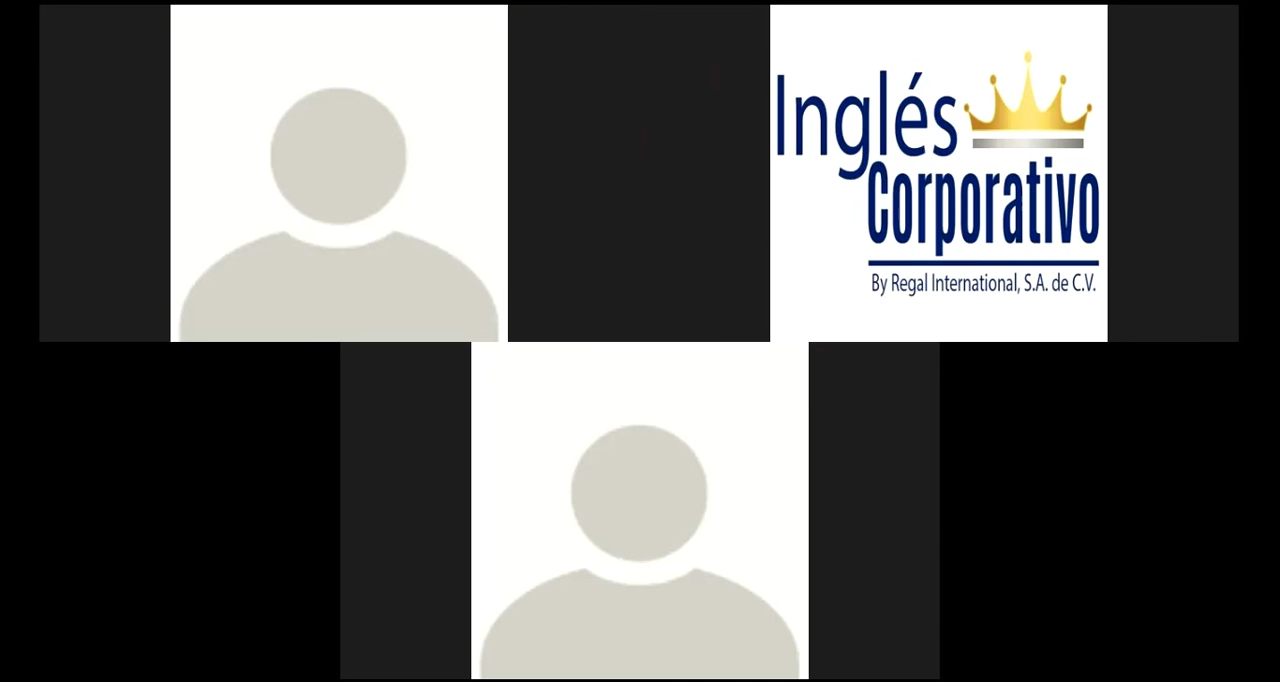 Inglés
Corporativo
By Regal International, S.A. de C.V.